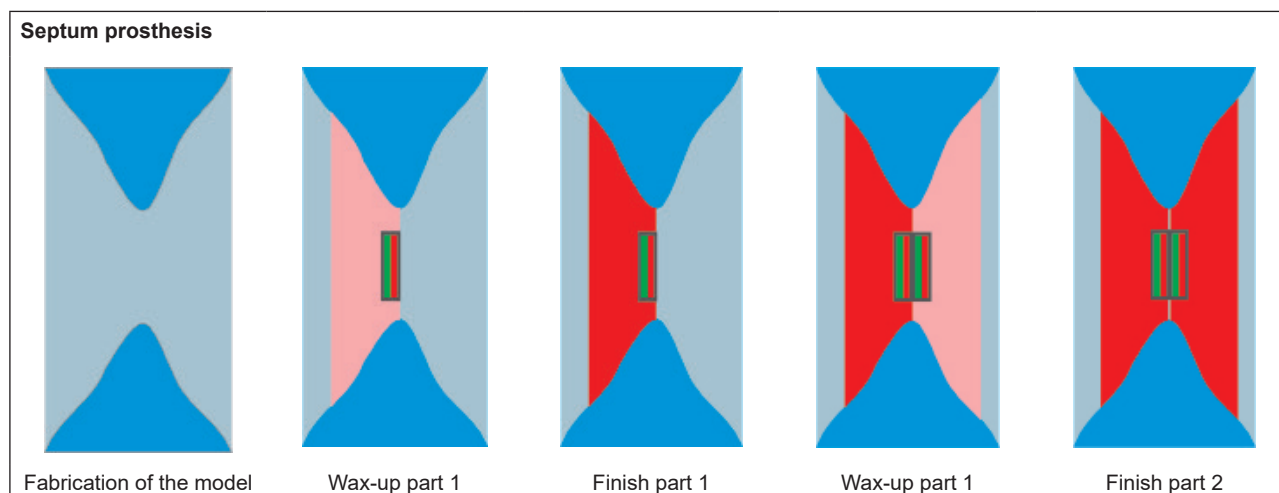 Septum prosthesis
Fabrication of the model
Wax-up part 1
Finish part 1
Wax-up part 1
Finish part 2